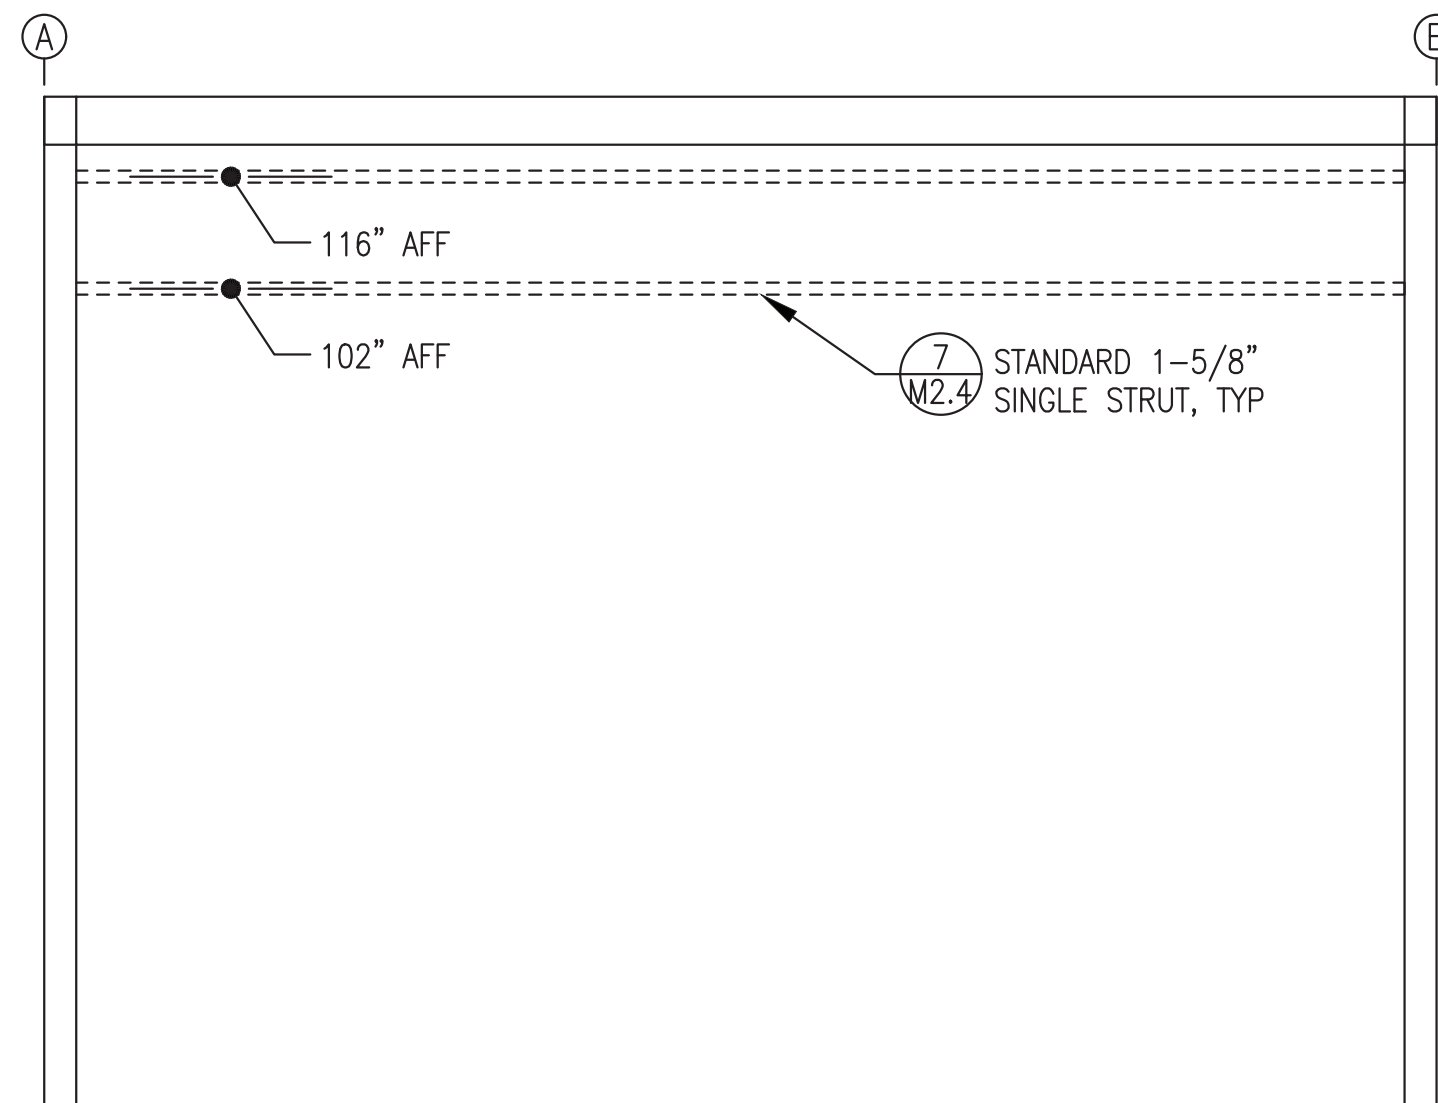 A
116” AFF
102” AFF
7
M2.4
STANDARD 1-5/8”
SINGLE STRUT, TYP